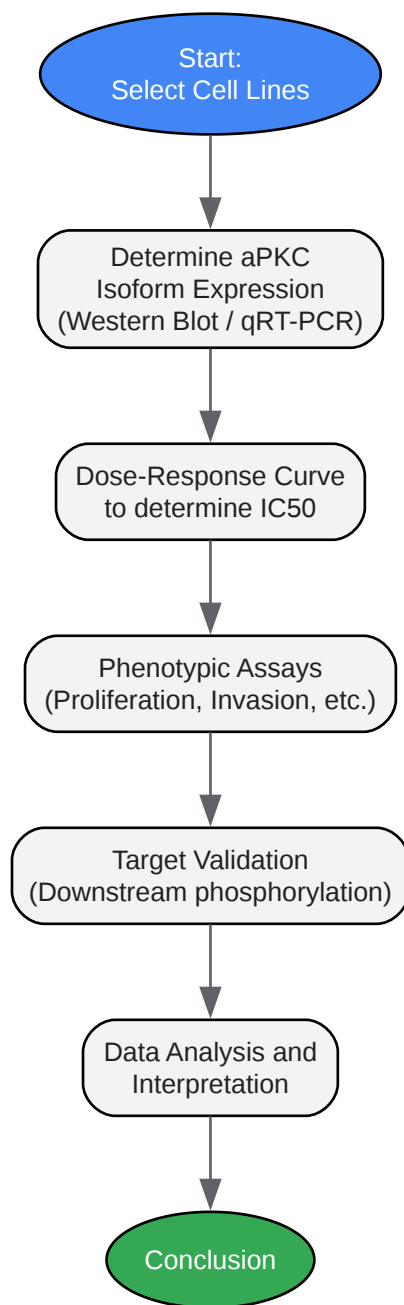 Start:
Select Cell Lines
Determine aPKC
Isoform Expression
(Western Blot / qRT-PCR)
Dose-Response Curve
to determine IC50
Phenotypic Assays
(Proliferation, Invasion, etc.)
Target Validation
(Downstream phosphorylation)
Data Analysis and
Interpretation
Conclusion